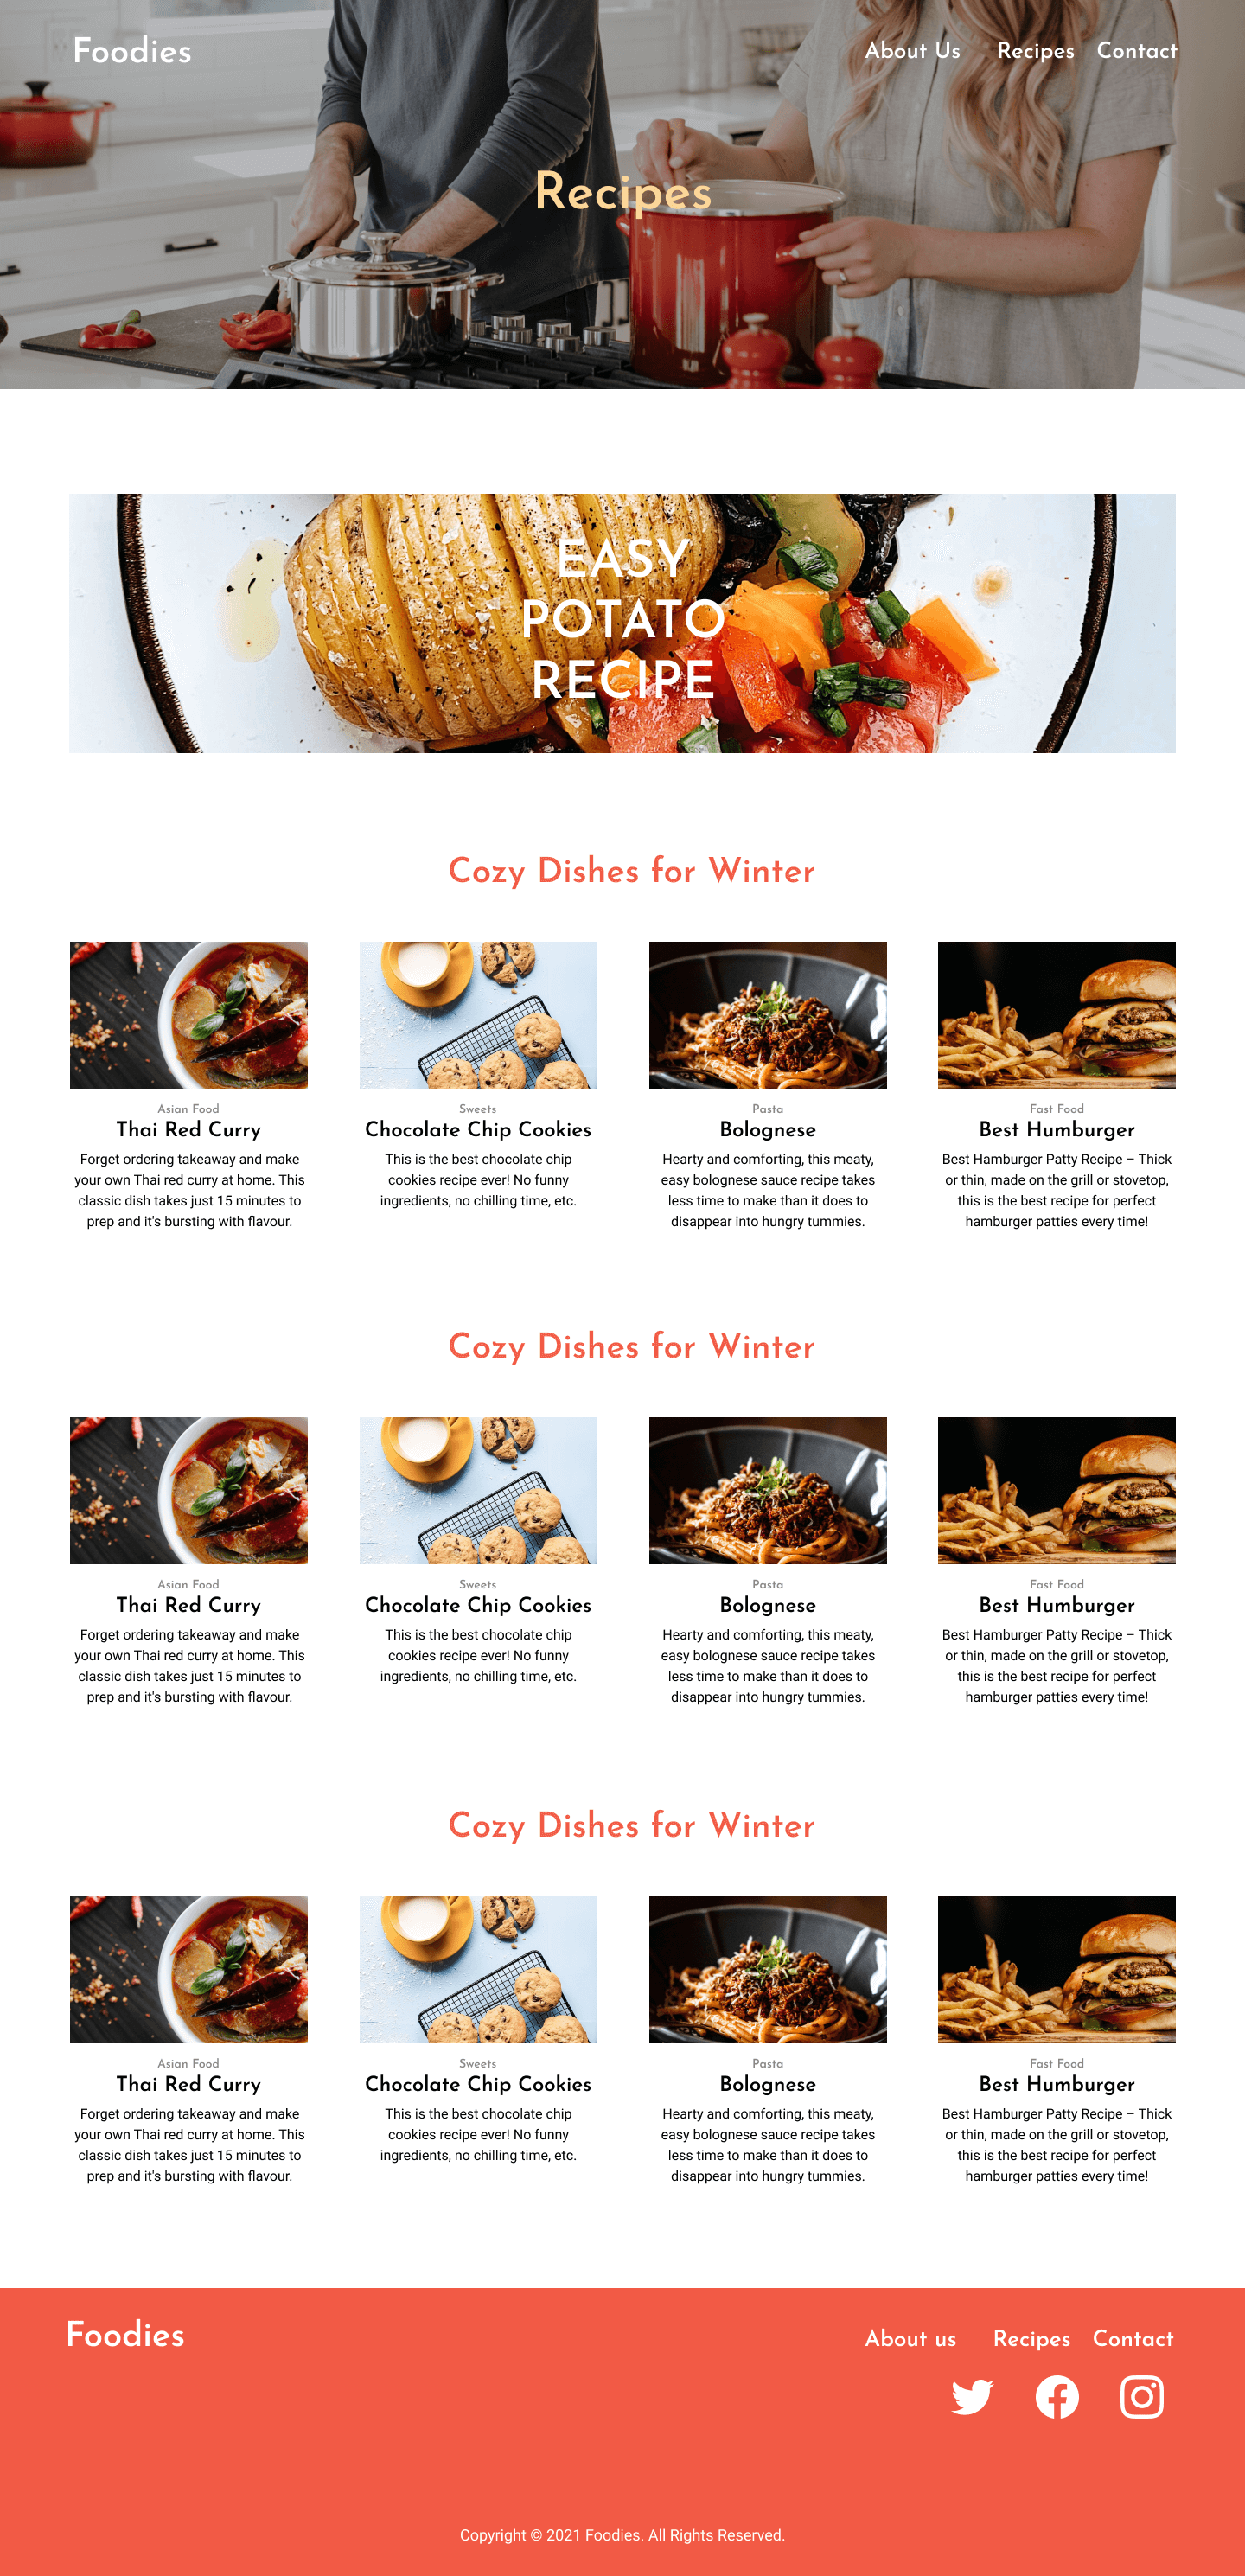 Foodies
About Us Recipes Contact
Recipes
EASY
POTATO
RECIPE
Cozy Dishes for Winter
Asian Food
Thai Red Curry
Forget ordering takeaway and make
your own Thai red curry at home. This
classic dish takes just 15 minutes to
prep and it's bursting with flavour.
Sweets
Chocolate Chip Cookies
This is the best chocolate chip
cookies recipe ever! No funny
ingredients, no chilling time, etc.
Pasta
Bolognese
Hearty and comforting, this meaty,
easy bolognese sauce recipe takes
less time to make than it does to
disappear into hungry tummies.
Fast Food
Best Humburger
Best Hamburger Patty Recipe – Thick
or thin, made on the grill or stovetop,
this is the best recipe for perfect
hamburger patties every time!
Cozy Dishes for Winter
Asian Food
Thai Red Curry
Forget ordering takeaway and make
your own Thai red curry at home. This
classic dish takes just 15 minutes to
prep and it's bursting with flavour.
Sweets
Chocolate Chip Cookies
This is the best chocolate chip
cookies recipe ever! No funny
ingredients, no chilling time, etc.
Pasta
Bolognese
Hearty and comforting, this meaty,
easy bolognese sauce recipe takes
less time to make than it does to
disappear into hungry tummies.
Fast Food
Best Humburger
Best Hamburger Patty Recipe – Thick
or thin, made on the grill or stovetop,
this is the best recipe for perfect
hamburger patties every time!
Cozy Dishes for Winter
Asian Food
Thai Red Curry
Forget ordering takeaway and make
your own Thai red curry at home. This
classic dish takes just 15 minutes to
prep and it's bursting with flavour.
Sweets
Chocolate Chip Cookies
This is the best chocolate chip
cookies recipe ever! No funny
ingredients, no chilling time, etc.
Pasta
Bolognese
Hearty and comforting, this meaty,
easy bolognese sauce recipe takes
less time to make than it does to
disappear into hungry tummies.
Fast Food
Best Humburger
Best Hamburger Patty Recipe – Thick
or thin, made on the grill or stovetop,
this is the best recipe for perfect
hamburger patties every time!
Foodies
About us Recipes Contact
Copyright © 2021 Foodies. All Rights Reserved.